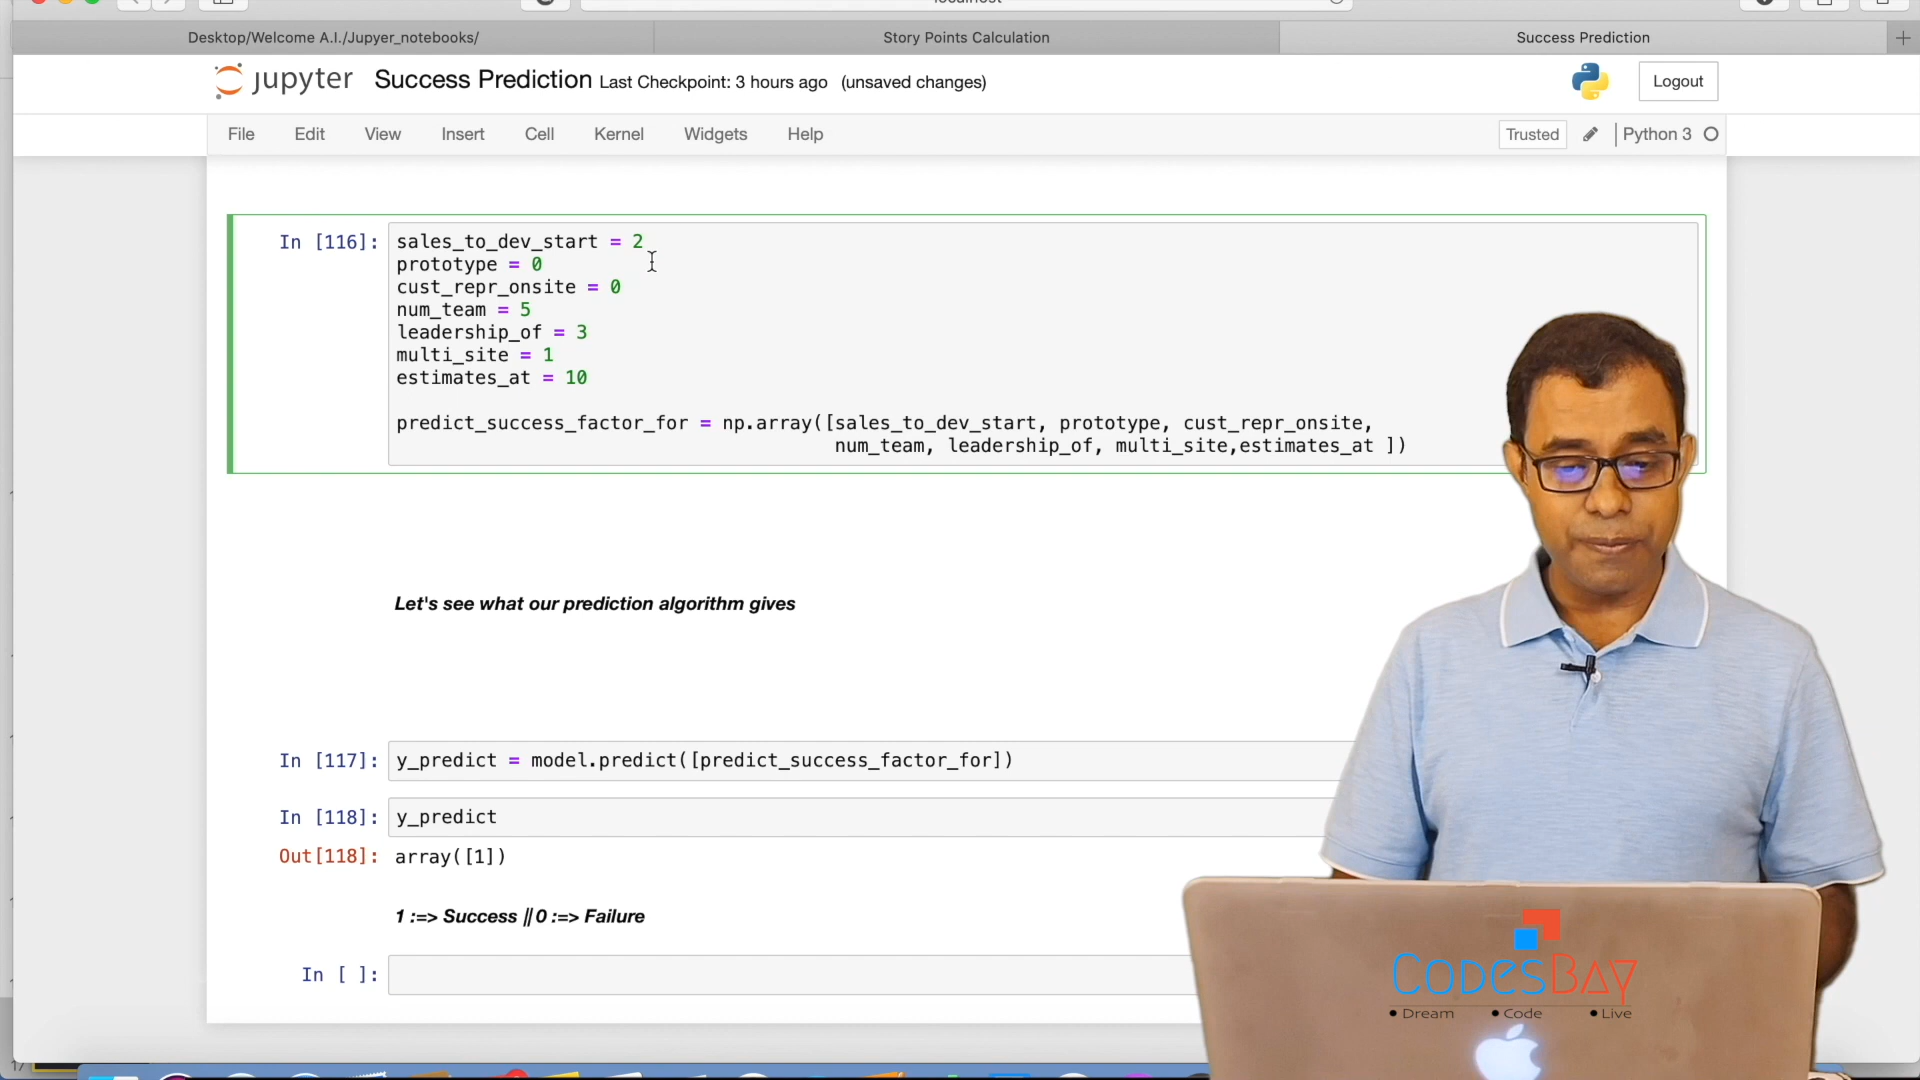 localhost
Desktop/Welcome A.I./Jupyer_notebooks/
Story Points Calculation
Success Prediction
jupyter Success Prediction Last Checkpoint: 3 hours ago (unsaved changes)
Logout
File Edit View Insert Cell Kernel Widgets Help
Trusted Python 3
In [116]: sales_to_dev_start = 2
prototype = 0
cust_repr_onsite = 0
num_team = 5
leadership_of = 3
multi_site = 1
estimates_at = 10
predict_success_factor_for = np.array([sales_to_dev_start, prototype, cust_repr_onsite,
num_team, leadership_of, multi_site,estimates_at ])
Let's see what our prediction algorithm gives
In [117]: y_predict = model.predict([predict_success_factor_for])
In [118]: y_predict
Out[118]: array([1])
1 :=> Success || 0 :=> Failure
In [ ]:
CodesBay
• Dream • Code • Live
17